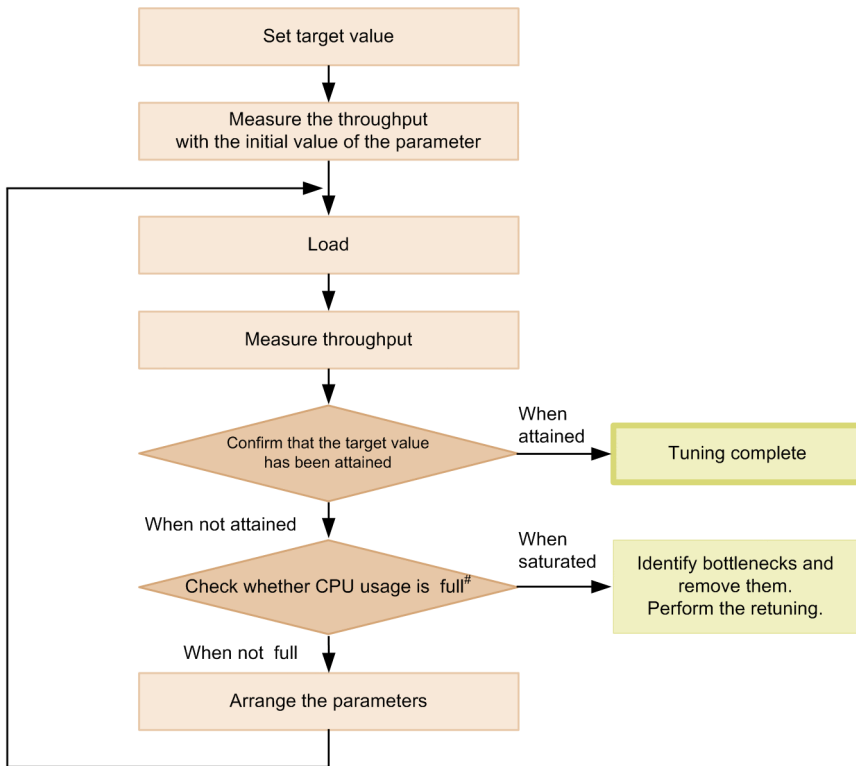 Set target value
Measure the throughput
with the initial value of the parameter
Load
Measure throughput
Confirm that the target value
has been attained
When
attained
Tuning complete
When not attained
Check whether CPU usage is full#
When
saturated
Identify bottlenecks and
remove them.
Perform the retuning.
When not full
Arrange the parameters